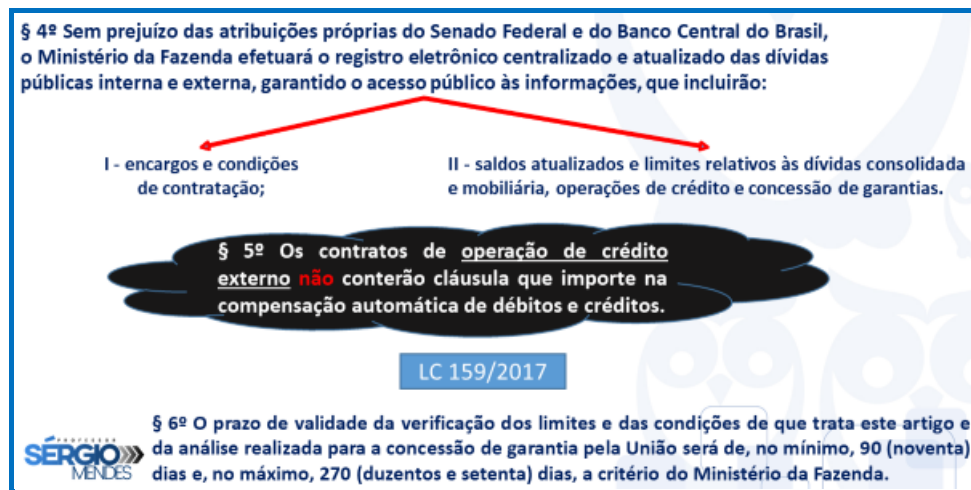 § 4º Sem prejuízo das atribuições próprias do Senado Federal e do Banco Central do Brasil,
o Ministério da Fazenda efetuará o registro eletrônico centralizado e atualizado das dívidas
públicas interna e externa, garantido o acesso público às informações, que incluirão:
I - encargos e condições
de contratação;
II - saldos atualizados e limites relativos às dívidas consolidada
e mobiliária, operações de crédito e concessão de garantias.
§ 5º Os contratos de operação de crédito
externo não conterão cláusula que importe na
compensação automática de débitos e créditos.
LC 159/2017
§ 6º O prazo de validade da verificação dos limites e das condições de que trata este artigo e
da análise realizada para a concessão de garantia pela União será de, no mínimo, 90 (noventa)
dias e, no máximo, 270 (duzentos e setenta) dias, a critério do Ministério da Fazenda.
PROFESSOR
SÉRGIO
MENDES